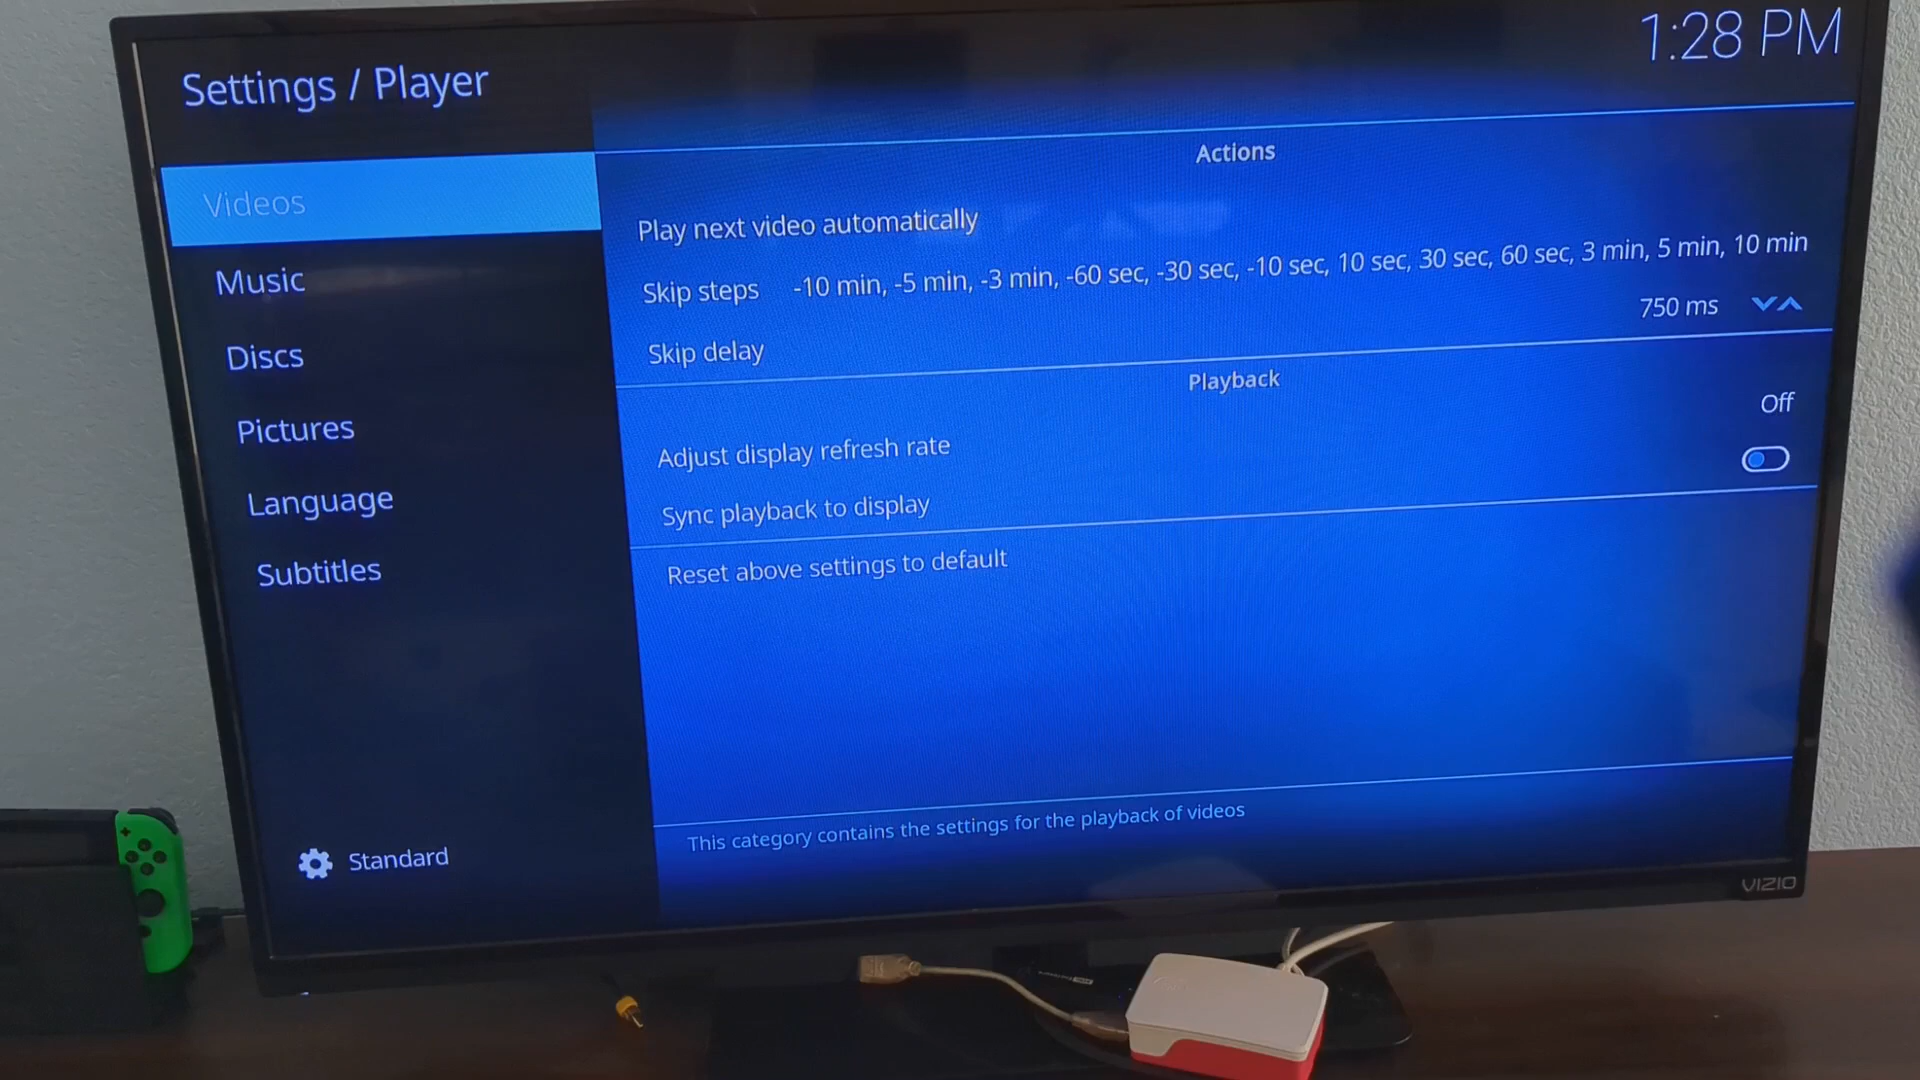 Settings / Player
1:28 PM
Videos
Music
Discs
Pictures
Language
Subtitles
Standard
Actions
Play next video automatically
Skip steps -10 min, -5 min, -3 min, -60 sec, -30 sec, -10 sec, 10 sec, 30 sec, 60 sec, 3 min, 5 min, 10 min
Skip delay 750 ms
Playback
Adjust display refresh rate Off
Sync playback to display
Reset above settings to default
This category contains the settings for the playback of videos
VIZIO